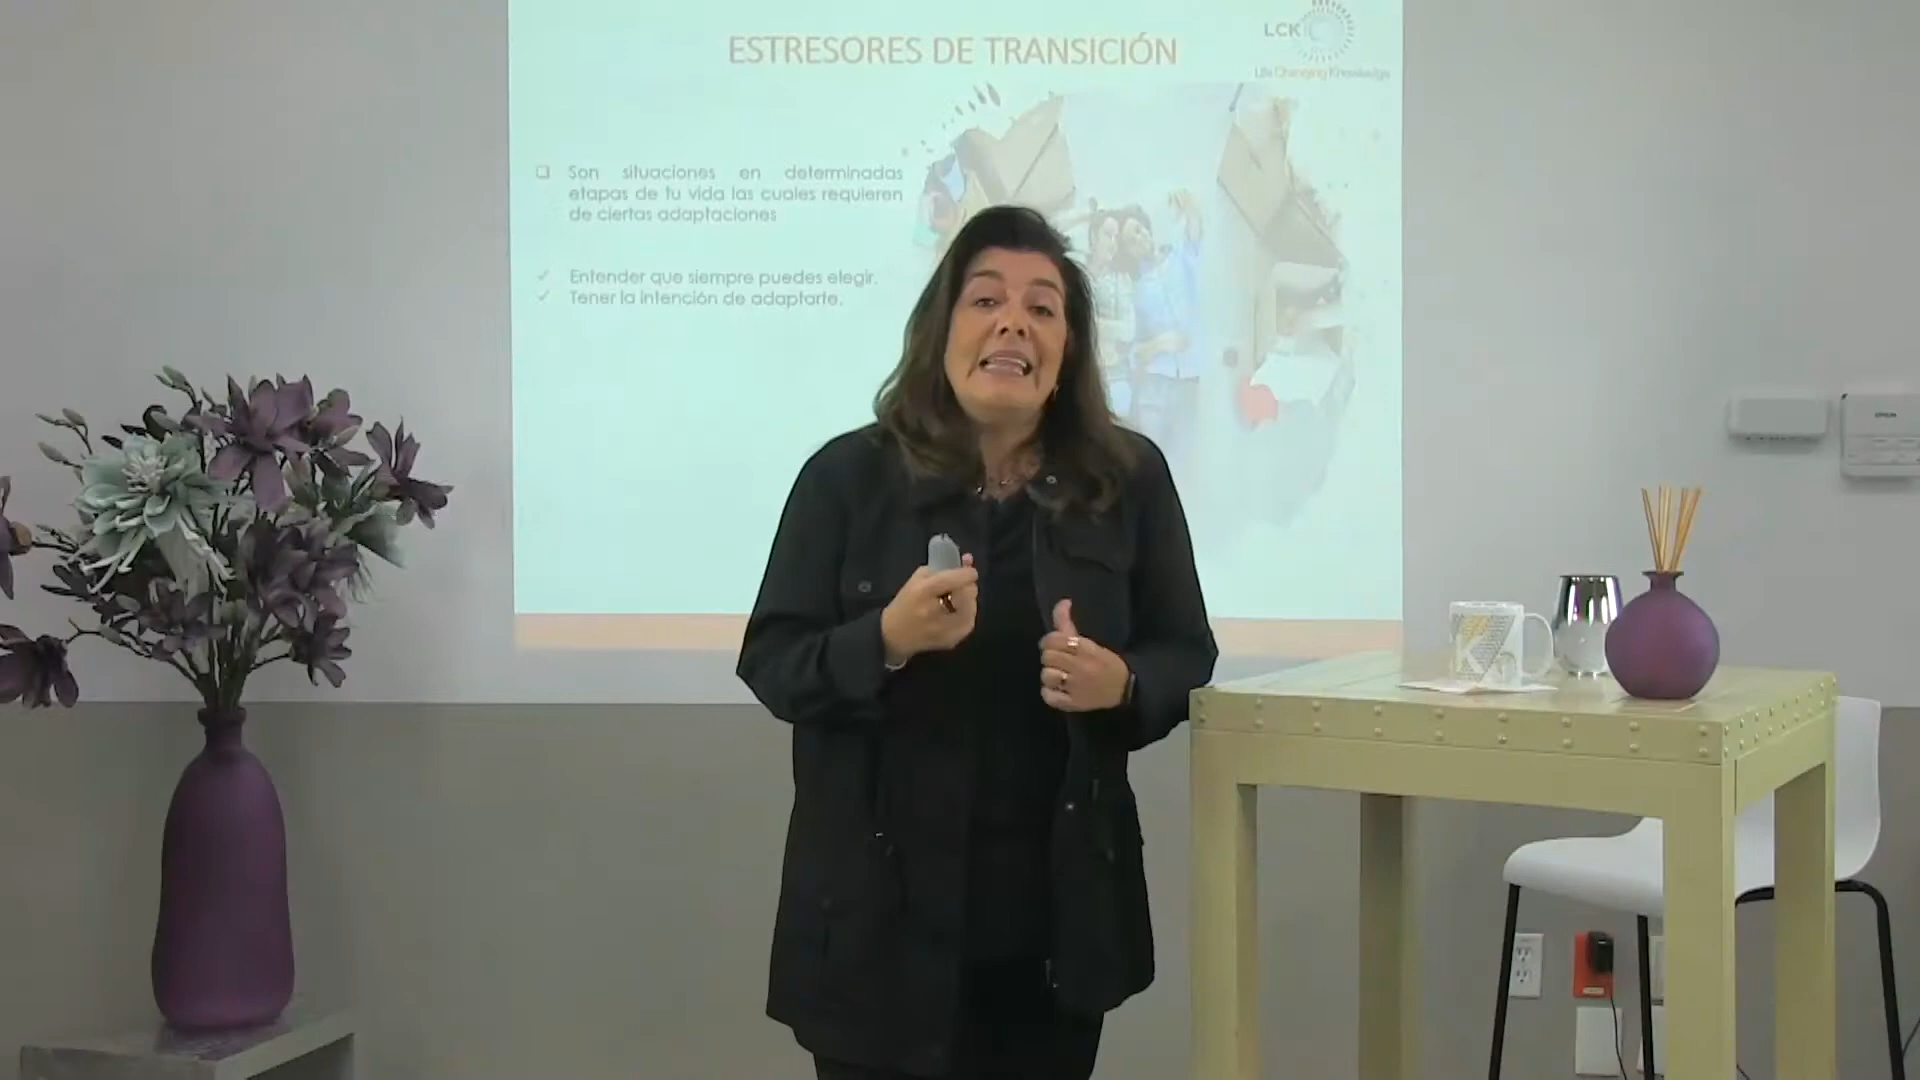 ESTRESORES DE TRANSICIÓN
LCK
Life Changing Knowledge
Son situaciones en determinadas
etapas de tu vida las cuales requieren
de ciertas adaptaciones
Entender que siempre puedes elegir.
Tener la intención de adaptarte.
EPSON
K